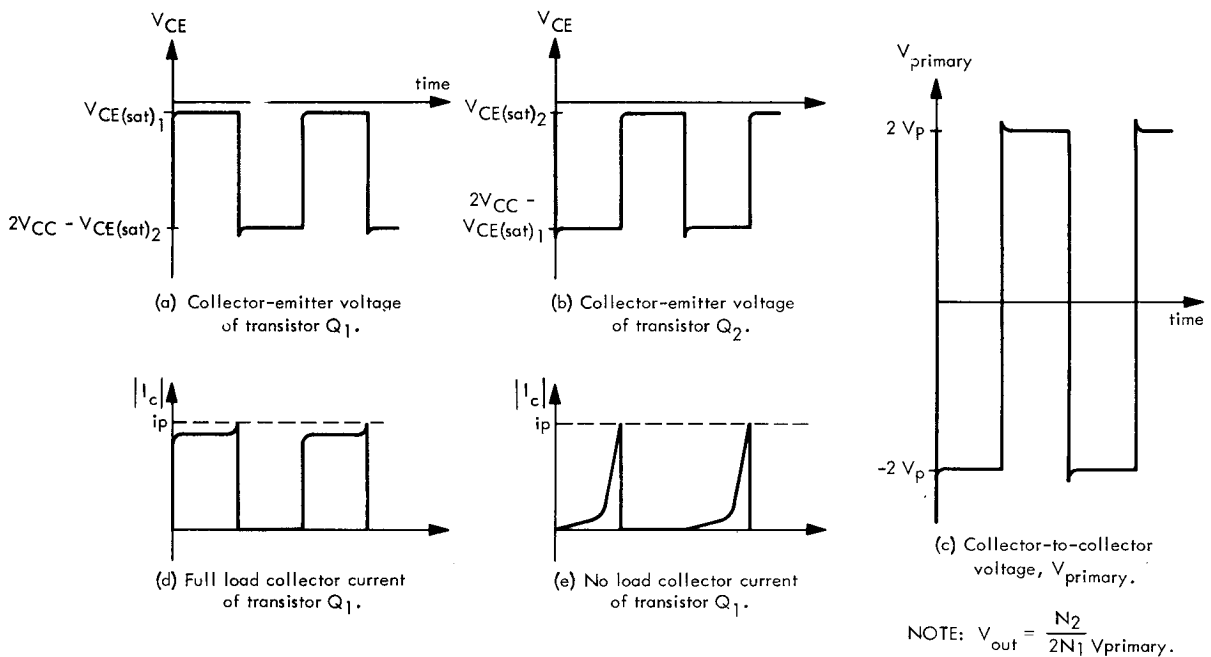 V_CE
time
V_CE(sat)1
2V_CC - V_CE(sat)2
(a) Collector-emitter voltage
of transistor Q1.
V_CE
V_CE(sat)2
2V_CC -
V_CE(sat)1
(b) Collector-emitter voltage
of transistor Q2.
V_primary
2 V_p
-2 V_p
time
(c) Collector-to-collector
voltage, V_primary.
|I_c|
ip
(d) Full load collector current
of transistor Q1.
|I_c|
ip
(e) No load collector current
of transistor Q1.
NOTE: V_out = N2/2N1 Vprimary.